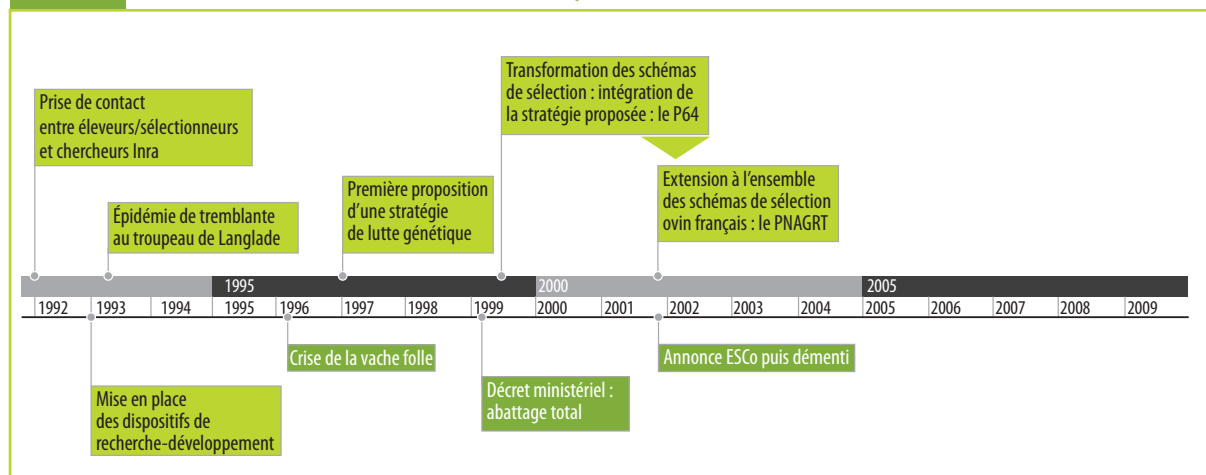 Transformation des schémas
de sélection : intégration de
la stratégie proposée : le P64
Prise de contact
entre éleveurs/sélectionneurs
et chercheurs Inra
Extension à l'ensemble
des schémas de sélection
ovin français : le PNAGRT
Première proposition
d'une stratégie
de lutte génétique
Épidémie de tremblante
au troupeau de Langlade
1995 2000 2005
1992 1993 1994 1995 1996 1997 1998 1999 2000 2001 2002 2003 2004 2005 2006 2007 2008 2009
Crise de la vache folle
Annonce ESCo puis démenti
Décret ministériel :
abattage total
Mise en place
des dispositifs de
recherche-développement